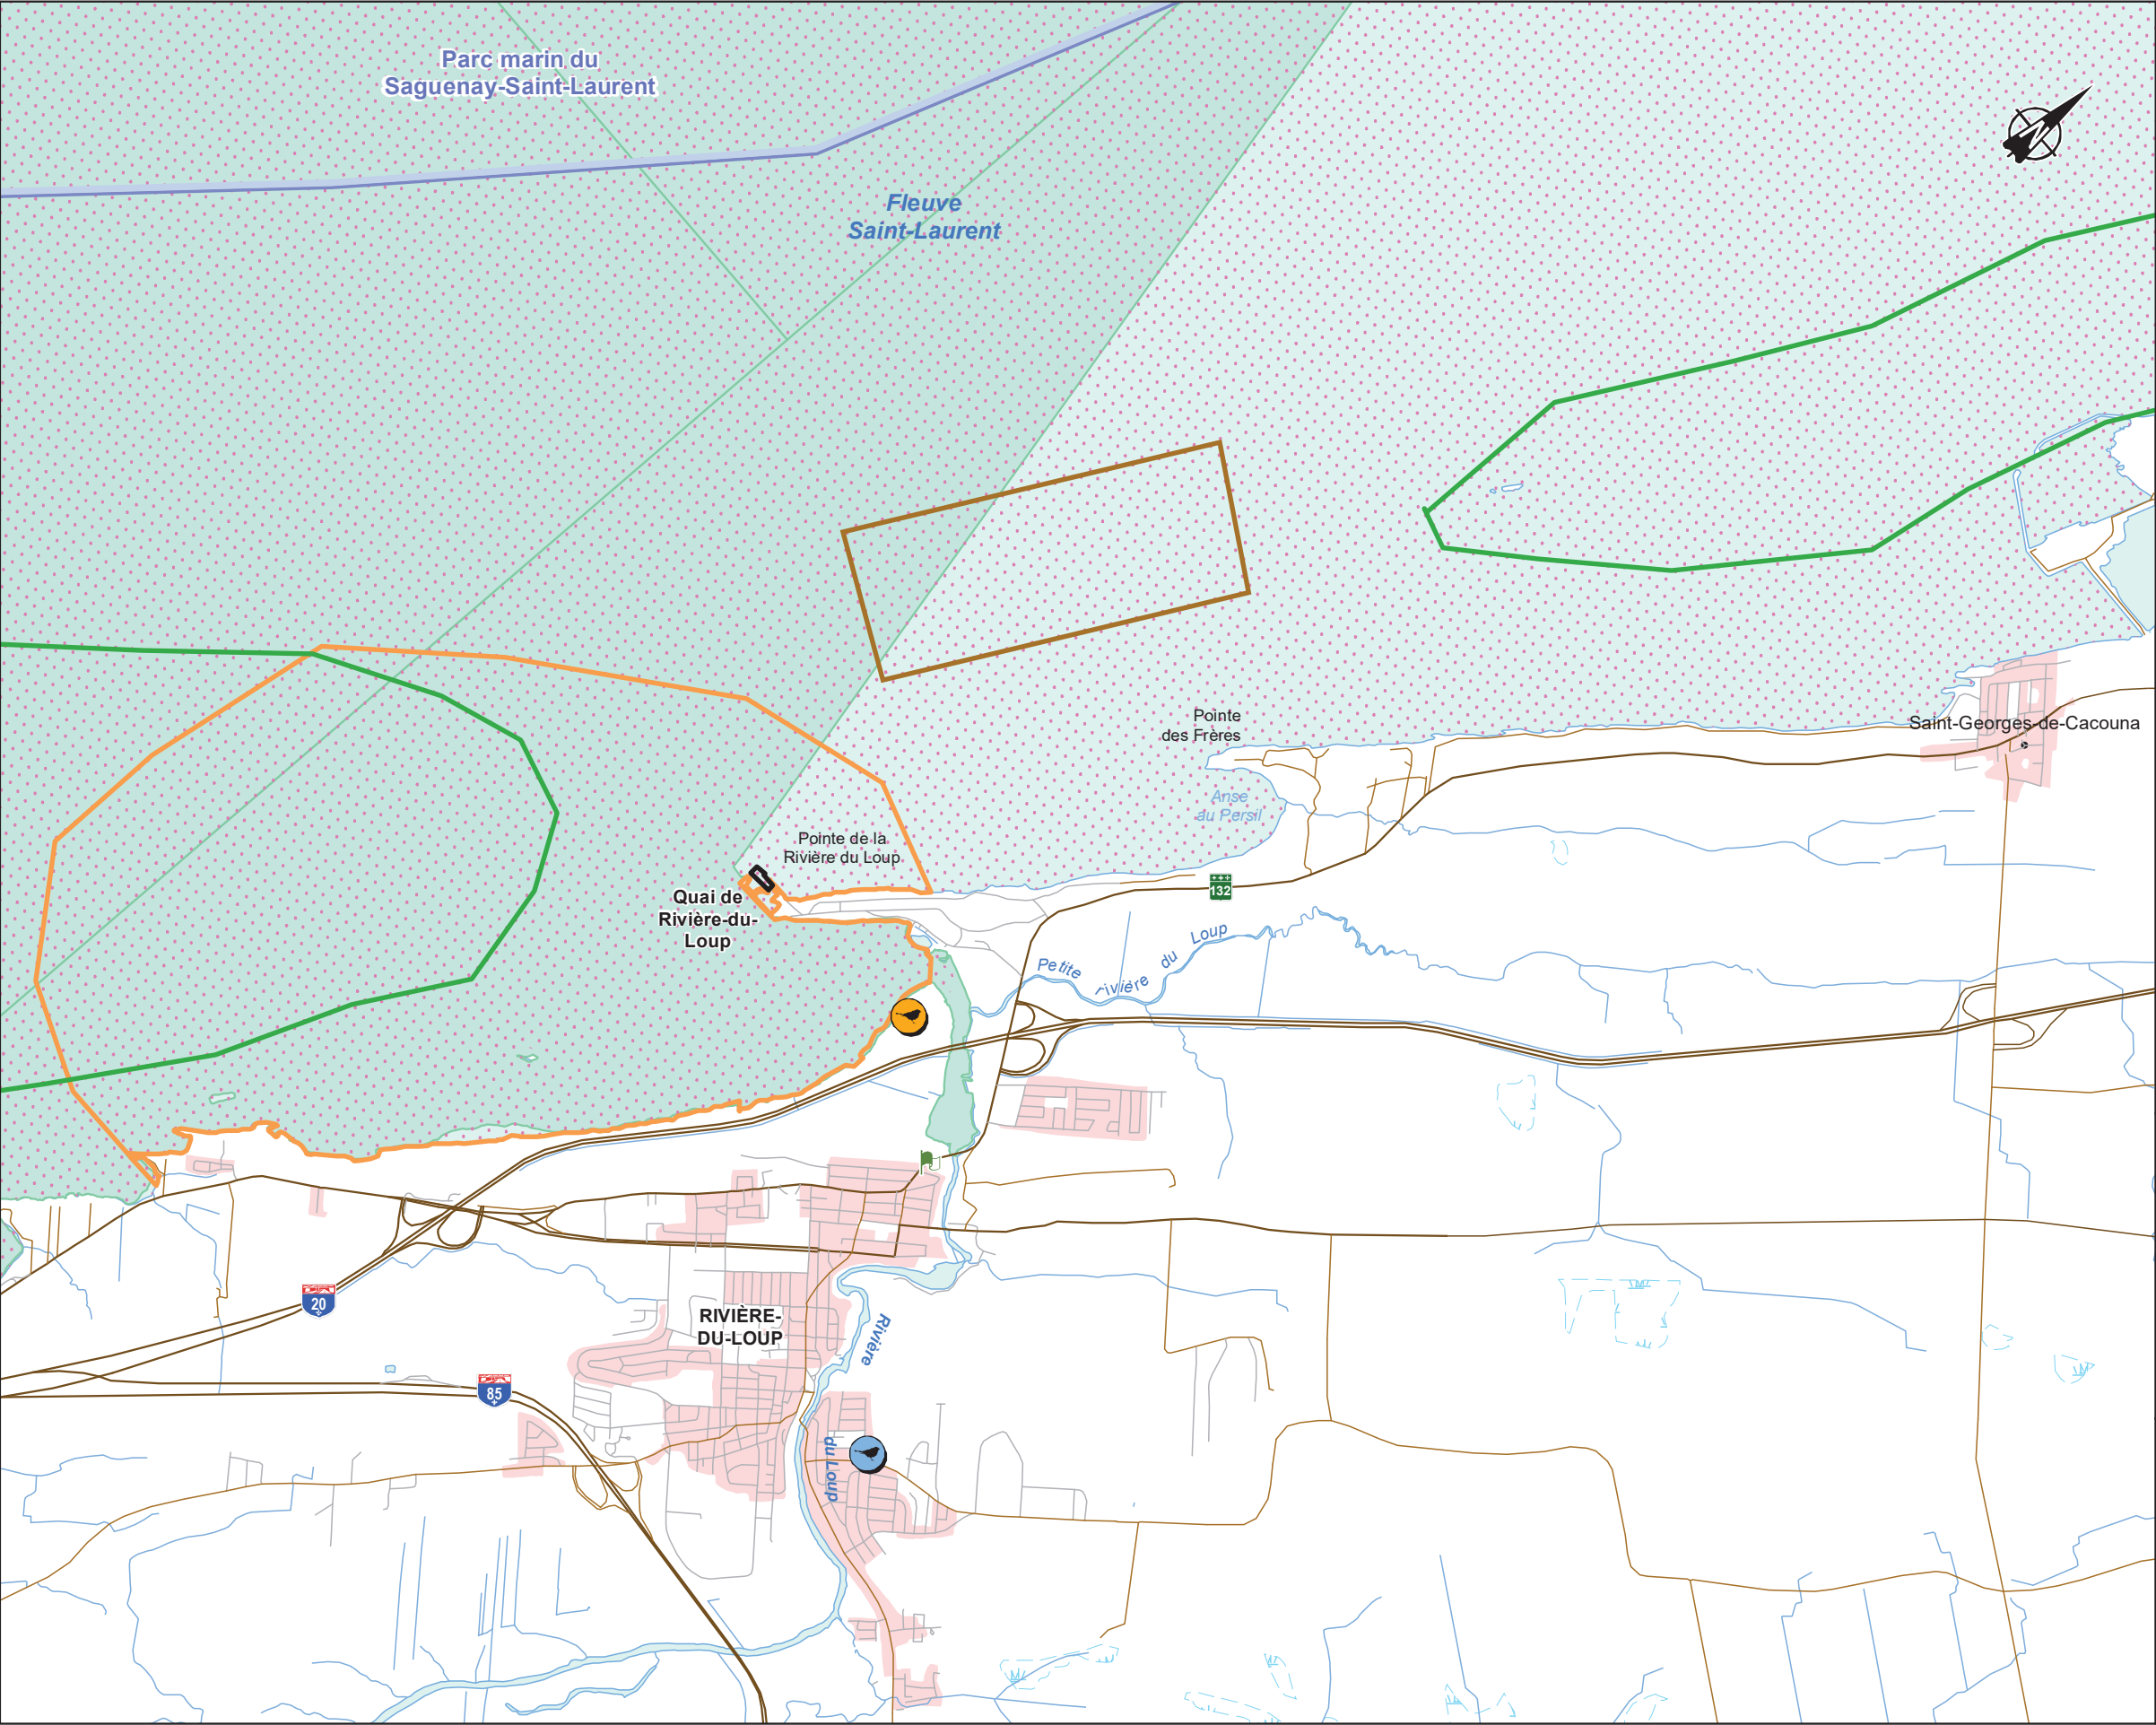 Parc marin du
Saguenay-Saint-Laurent
Fleuve
Saint-Laurent
Pointe
des Frères
Saint-Georges-de-Cacouna
Anse
au Persil
Pointe de la
Rivière du Loup
Quai de
Rivière-du-
Loup
132
Petite rivière du Loup
20
RIVIÈRE-
DU-LOUP
Rivière
85
du Loup